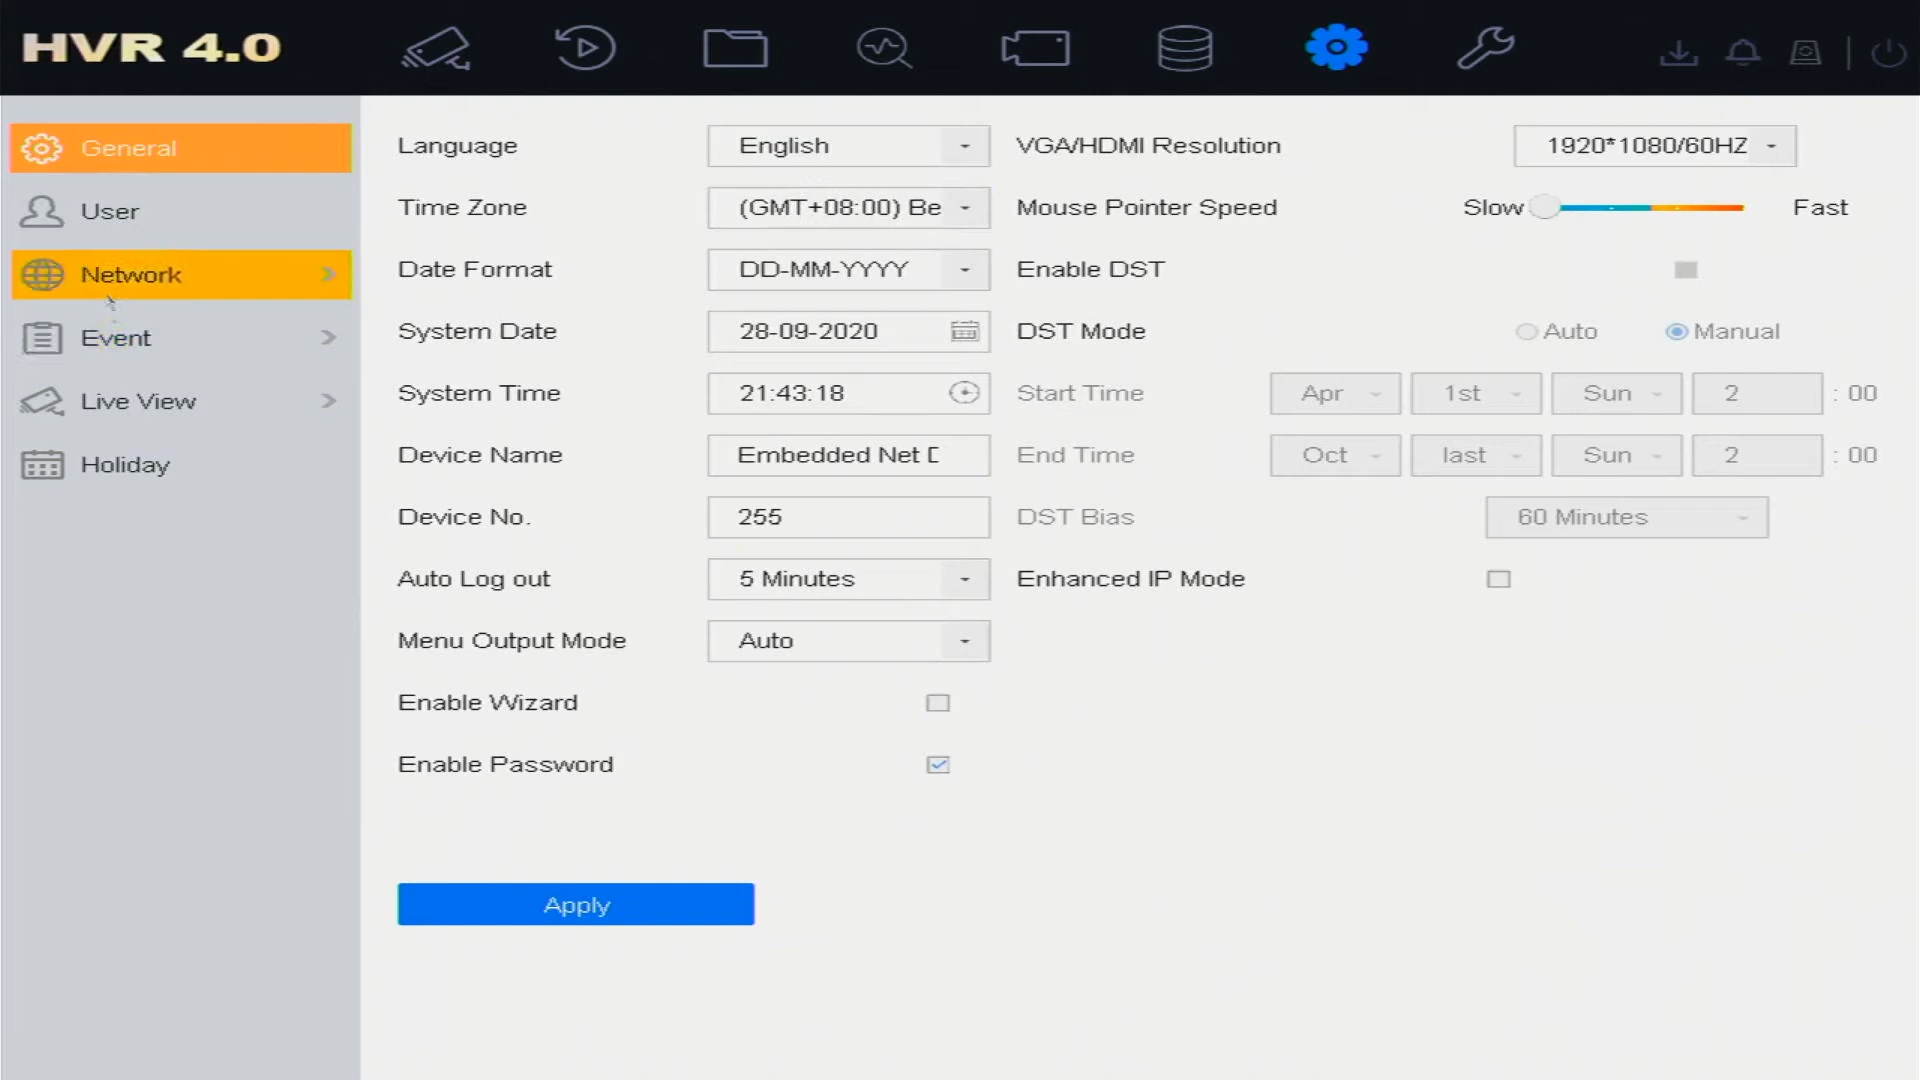 HVR 4.0
General
User
Network
Event
Live View
Holiday
Language English
Time Zone (GMT+08:00) Be
Date Format DD-MM-YYYY
System Date 28-09-2020
System Time 21:43:18
Device Name Embedded Net D
Device No. 255
Auto Log out 5 Minutes
Menu Output Mode Auto
Enable Wizard
Enable Password
Apply
VGA/HDMI Resolution 1920*1080/60HZ
Mouse Pointer Speed Slow Fast
Enable DST
DST Mode Auto Manual
Start Time Apr 1st Sun 2 : 00
End Time Oct last Sun 2 : 00
DST Bias 60 Minutes
Enhanced IP Mode